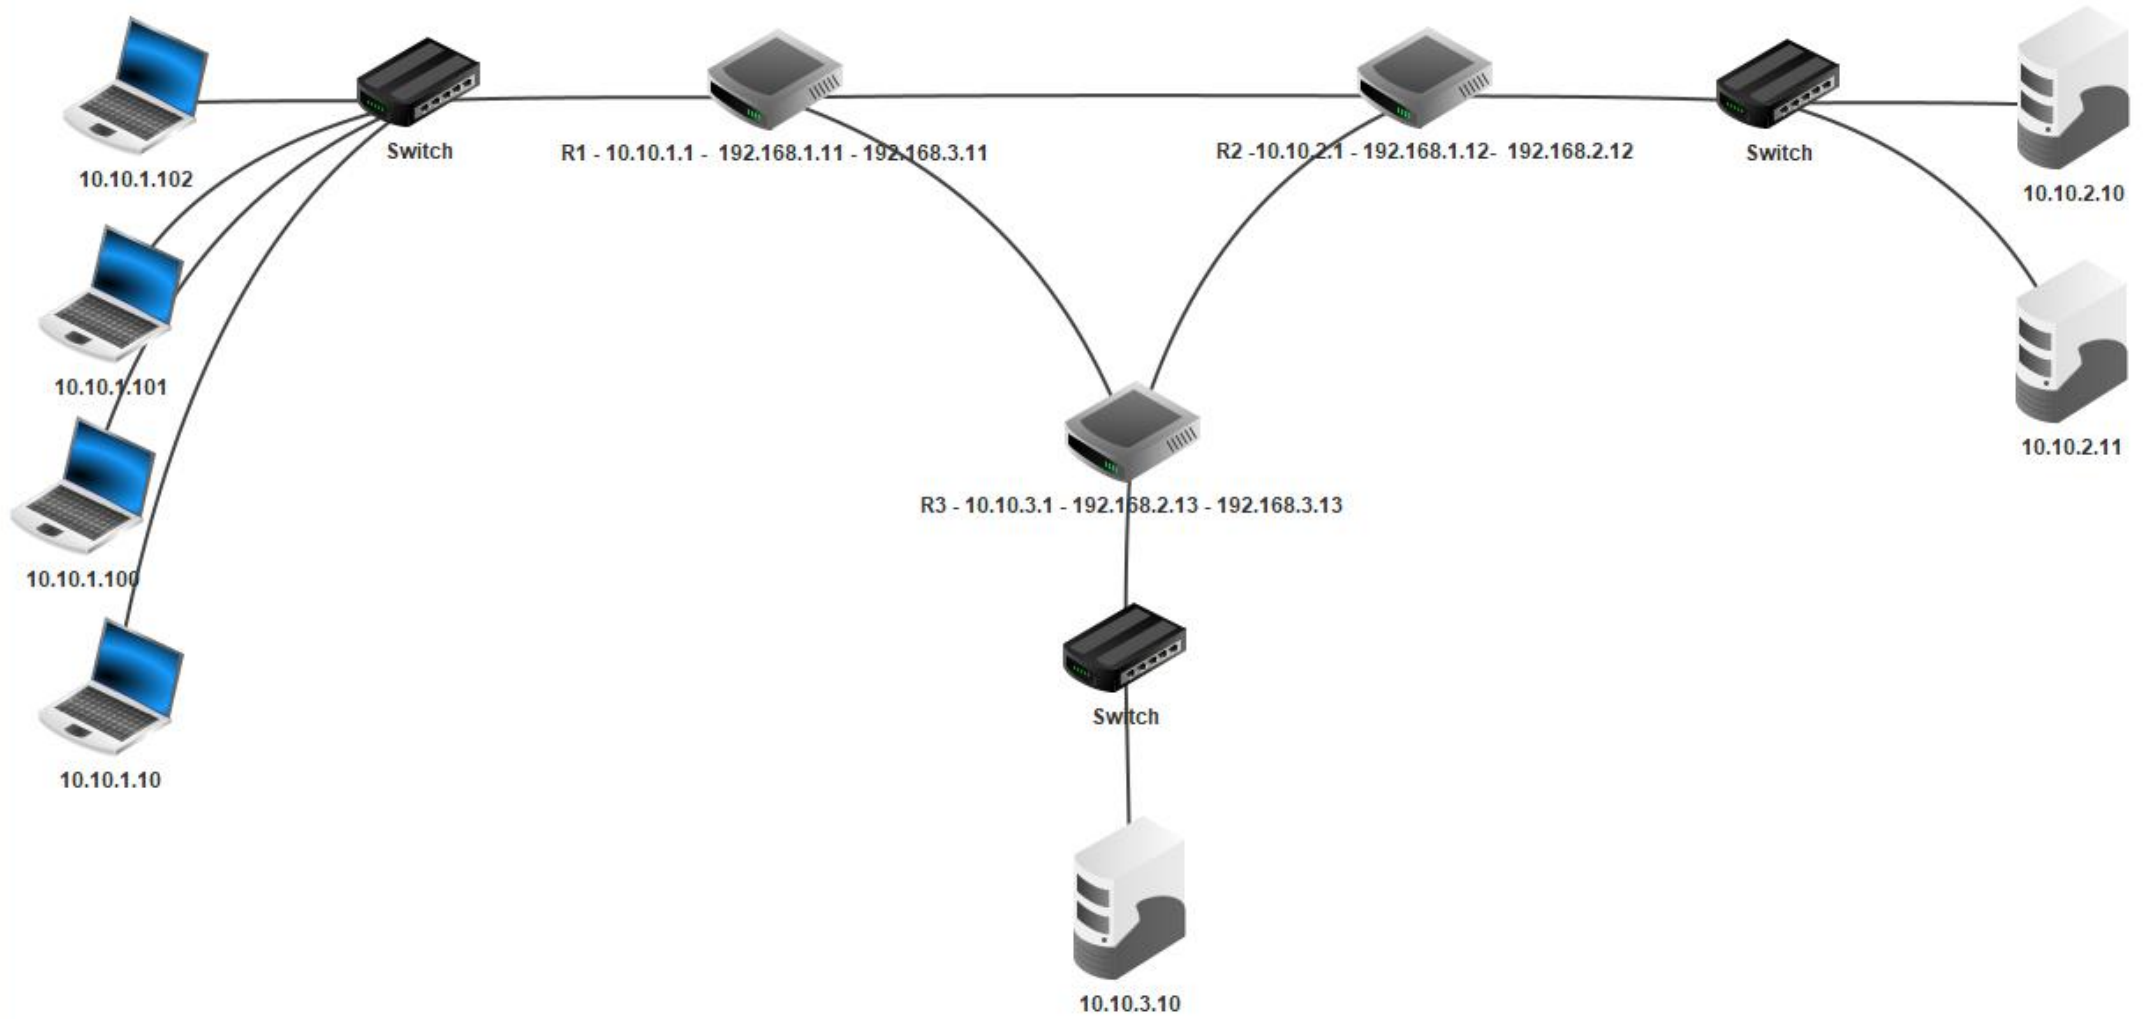 Switch
R1 - 10.10.1.1 - 192.168.1.11 - 192.168.3.11
R2 -10.10.2.1 - 192.168.1.12- 192.168.2.12
Switch
10.10.1.102
10.10.2.10
10.10.1.101
10.10.2.11
R3 - 10.10.3.1 - 192.168.2.13 - 192.168.3.13
10.10.1.100
Switch
10.10.1.10
10.10.3.10